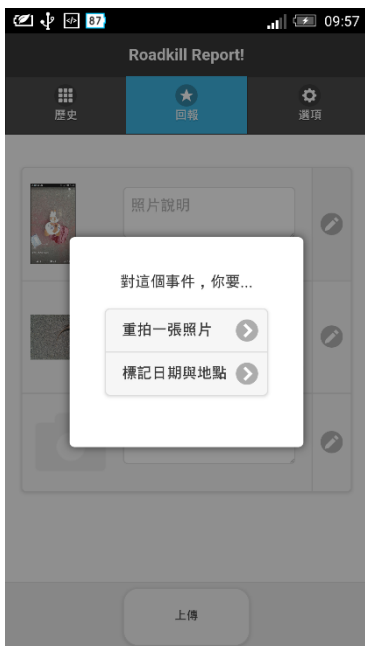 87
09:57
Roadkill Report!
歷史
回報
選項
照片說明
對這個事件，你要...
重拍一張照片
標記日期與地點
上傳